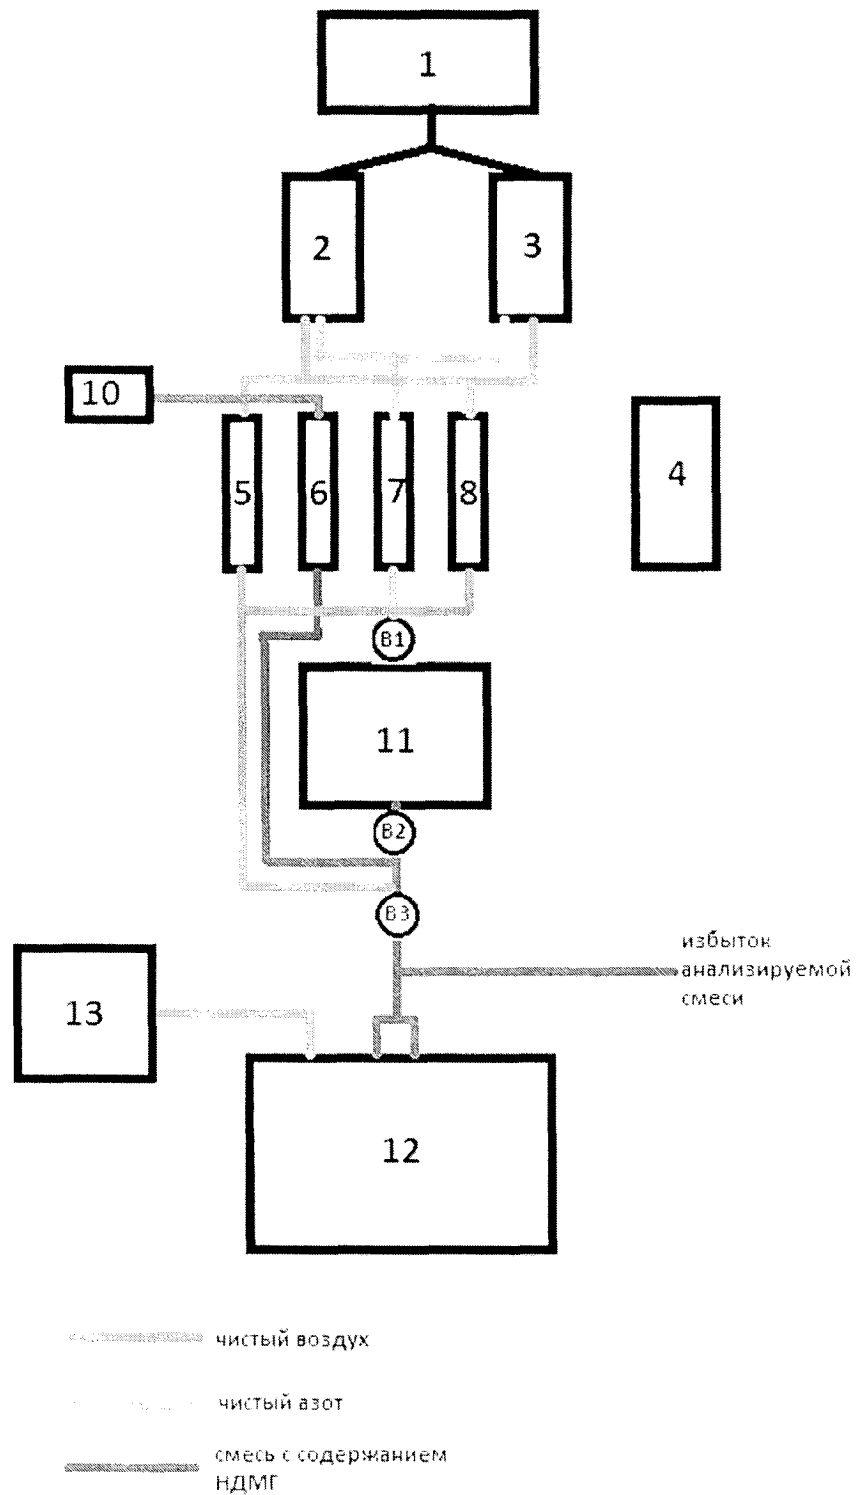 1
2
3
10
4
5
6
7
8
B1
11
B2
B3
избыток
анализируемой
смеси
13
12
чистый воздух
чистый азот
смесь с содержанием
НДМГ